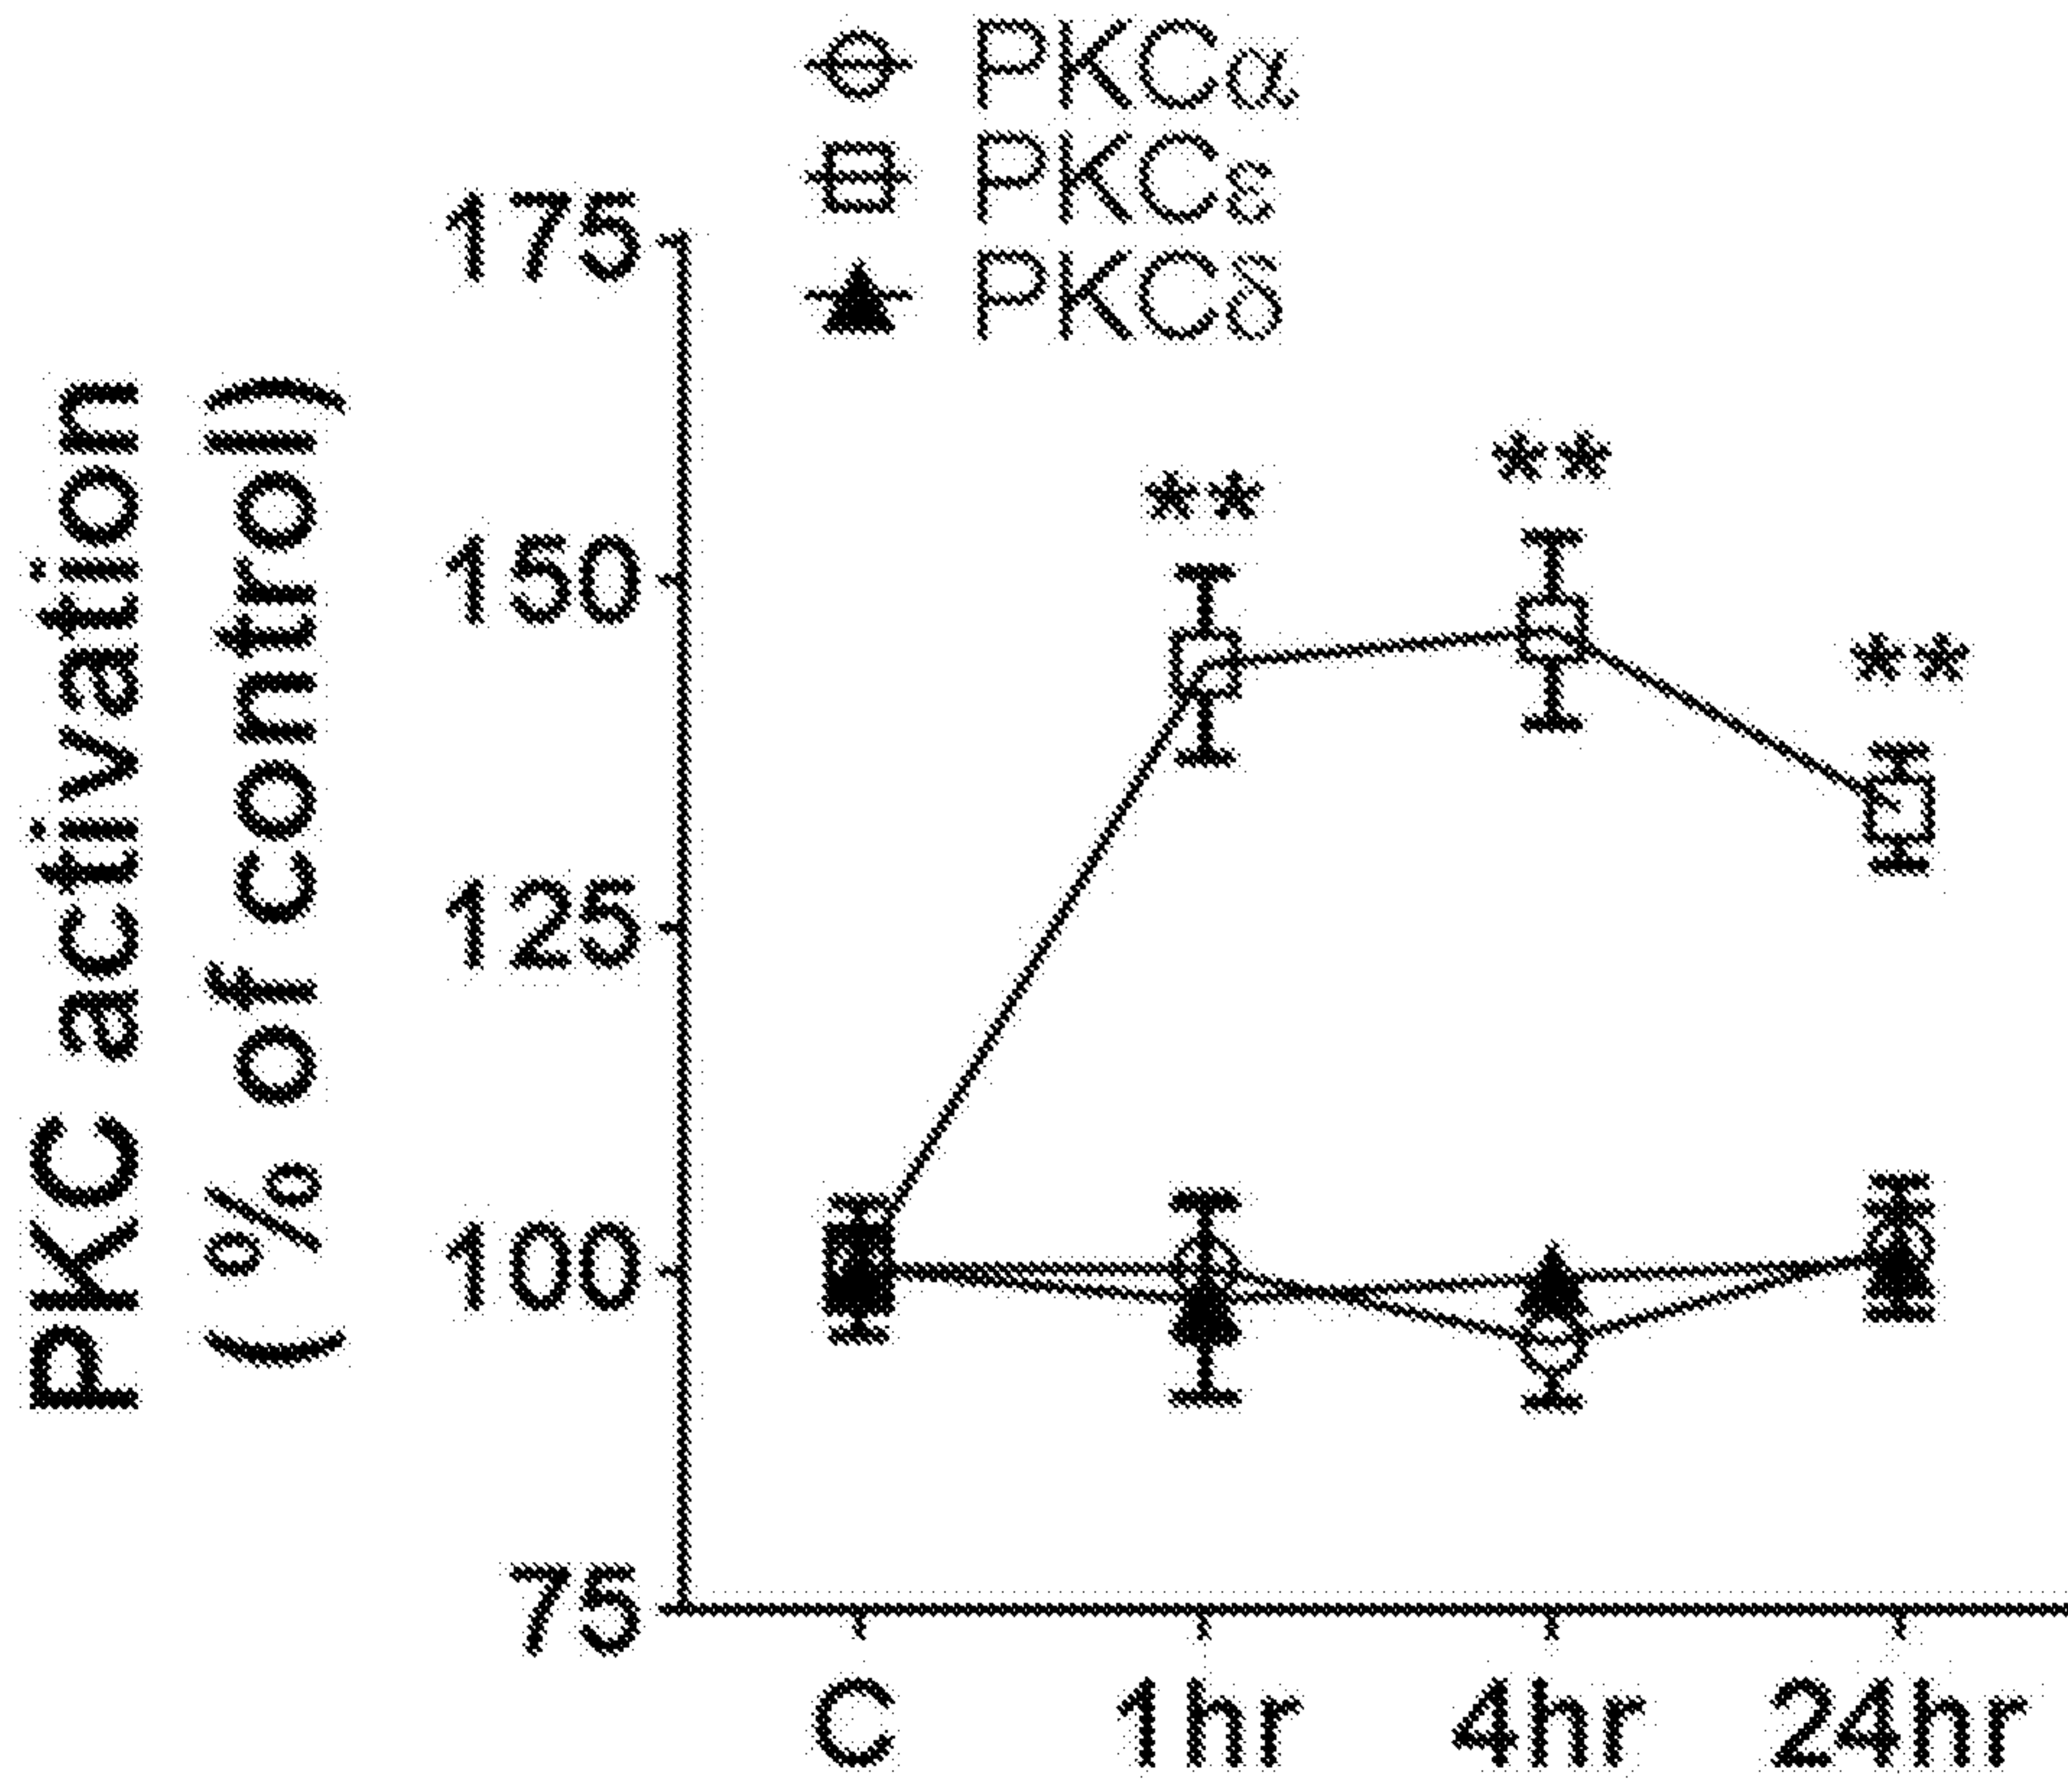 PKCα
PKCε
PKCδ
PKC activation
(% of control)
175
150
125
100
75
**
**
**
C 1hr 4hr 24hr